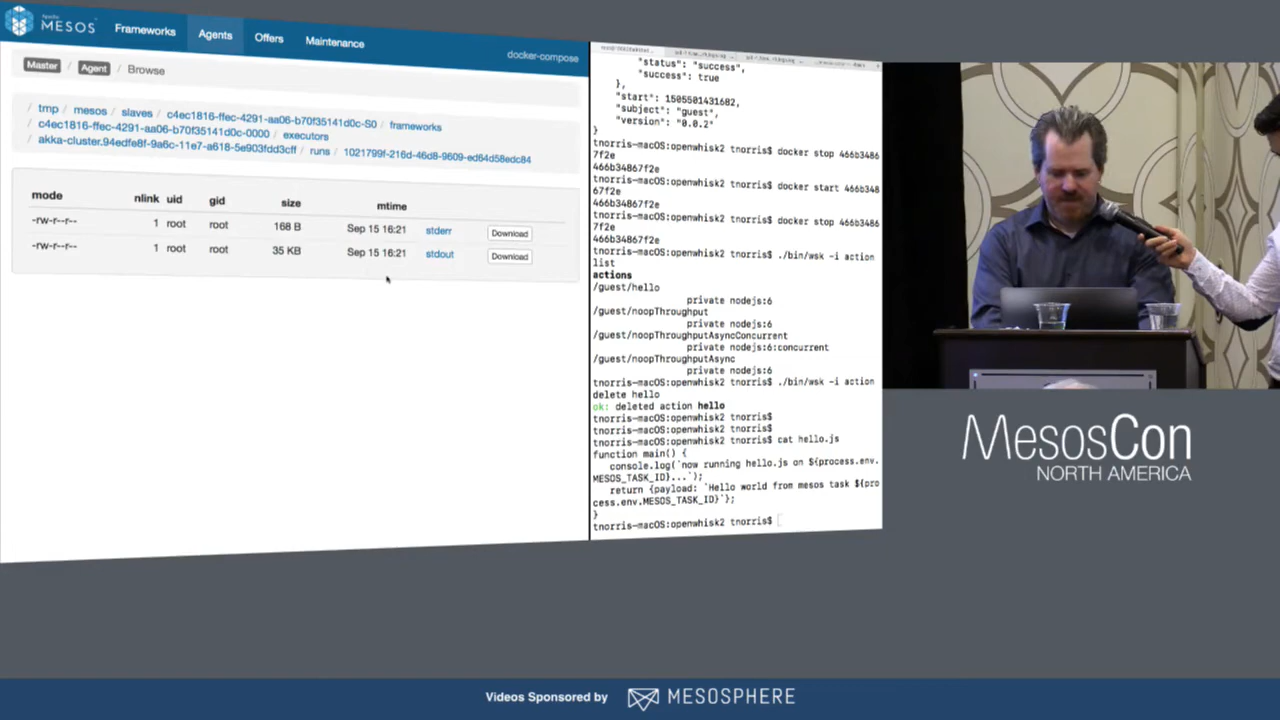 Apache
MESOS
Frameworks
Agents
Offers
Maintenance
docker-compose
Master / Agent / Browse
/ tmp / mesos / slaves / c4ec1816-ffec-4291-aa06-b70f35141d0c-S0 / frameworks
/ c4ec1816-ffec-4291-aa06-b70f35141d0c-0000 / executors
/ akka-cluster.94edfe8f-9a6c-11e7-a618-5e903fdd3cff / runs / 1021799f-216d-46d8-9609-ed64d58edc84
mode nlink uid gid size mtime
-rw-r--r-- 1 root root 168 B Sep 15 16:21 stderr Download
-rw-r--r-- 1 root root 35 KB Sep 15 16:21 stdout Download
"status": "success",
"success": true
},
"start": 1505501431682,
"subject": "guest",
"version": "0.0.2"
}
tnorris-macOS:openwhisk2 tnorris$ docker stop 466b3486
7f2e
466b34867f2e
tnorris-macOS:openwhisk2 tnorris$ docker start 466b348
67f2e
466b34867f2e
tnorris-macOS:openwhisk2 tnorris$ docker stop 466b3486
7f2e
466b34867f2e
tnorris-macOS:openwhisk2 tnorris$ ./bin/wsk -i action
list
actions
/guest/hello
private nodejs:6
/guest/noopThroughput
private nodejs:6
/guest/noopThroughputAsyncConcurrent
private nodejs:6:concurrent
/guest/noopThroughputAsync
private nodejs:6
tnorris-macOS:openwhisk2 tnorris$ ./bin/wsk -i action
delete hello
ok: deleted action hello
tnorris-macOS:openwhisk2 tnorris$
tnorris-macOS:openwhisk2 tnorris$
tnorris-macOS:openwhisk2 tnorris$ cat hello.js
function main() {
console.log(`now running hello.js on ${process.env.
MESOS_TASK_ID}...`);
return {payload: `Hello world from mesos task ${pro
cess.env.MESOS_TASK_ID}`};
}
tnorris-macOS:openwhisk2 tnorris$
MesosCon
NORTH AMERICA
Videos Sponsored by
MESOSPHERE